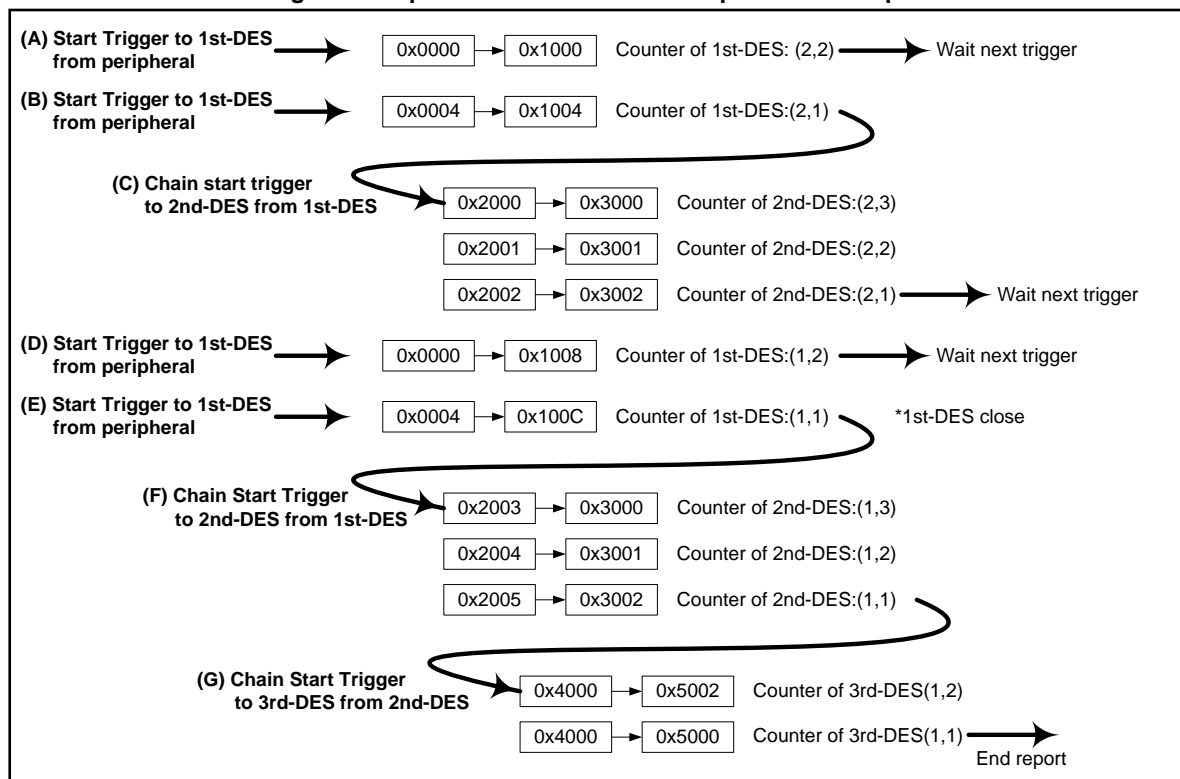 (A) Start Trigger to 1st-DES
from peripheral
0x0000 0x1000 Counter of 1st-DES: (2,2) Wait next trigger
(B) Start Trigger to 1st-DES
from peripheral
0x0004 0x1004 Counter of 1st-DES:(2,1)
(C) Chain start trigger
to 2nd-DES from 1st-DES
0x2000 0x3000 Counter of 2nd-DES:(2,3)
0x2001 0x3001 Counter of 2nd-DES:(2,2)
0x2002 0x3002 Counter of 2nd-DES:(2,1) Wait next trigger
(D) Start Trigger to 1st-DES
from peripheral
0x0000 0x1008 Counter of 1st-DES:(1,2) Wait next trigger
(E) Start Trigger to 1st-DES
from peripheral
0x0004 0x100C Counter of 1st-DES:(1,1) *1st-DES close
(F) Chain Start Trigger
to 2nd-DES from 1st-DES
0x2003 0x3000 Counter of 2nd-DES:(1,3)
0x2004 0x3001 Counter of 2nd-DES:(1,2)
0x2005 0x3002 Counter of 2nd-DES:(1,1)
(G) Chain Start Trigger
to 3rd-DES from 2nd-DES
0x4000 0x5002 Counter of 3rd-DES(1,2)
0x4000 0x5000 Counter of 3rd-DES(1,1)
End report